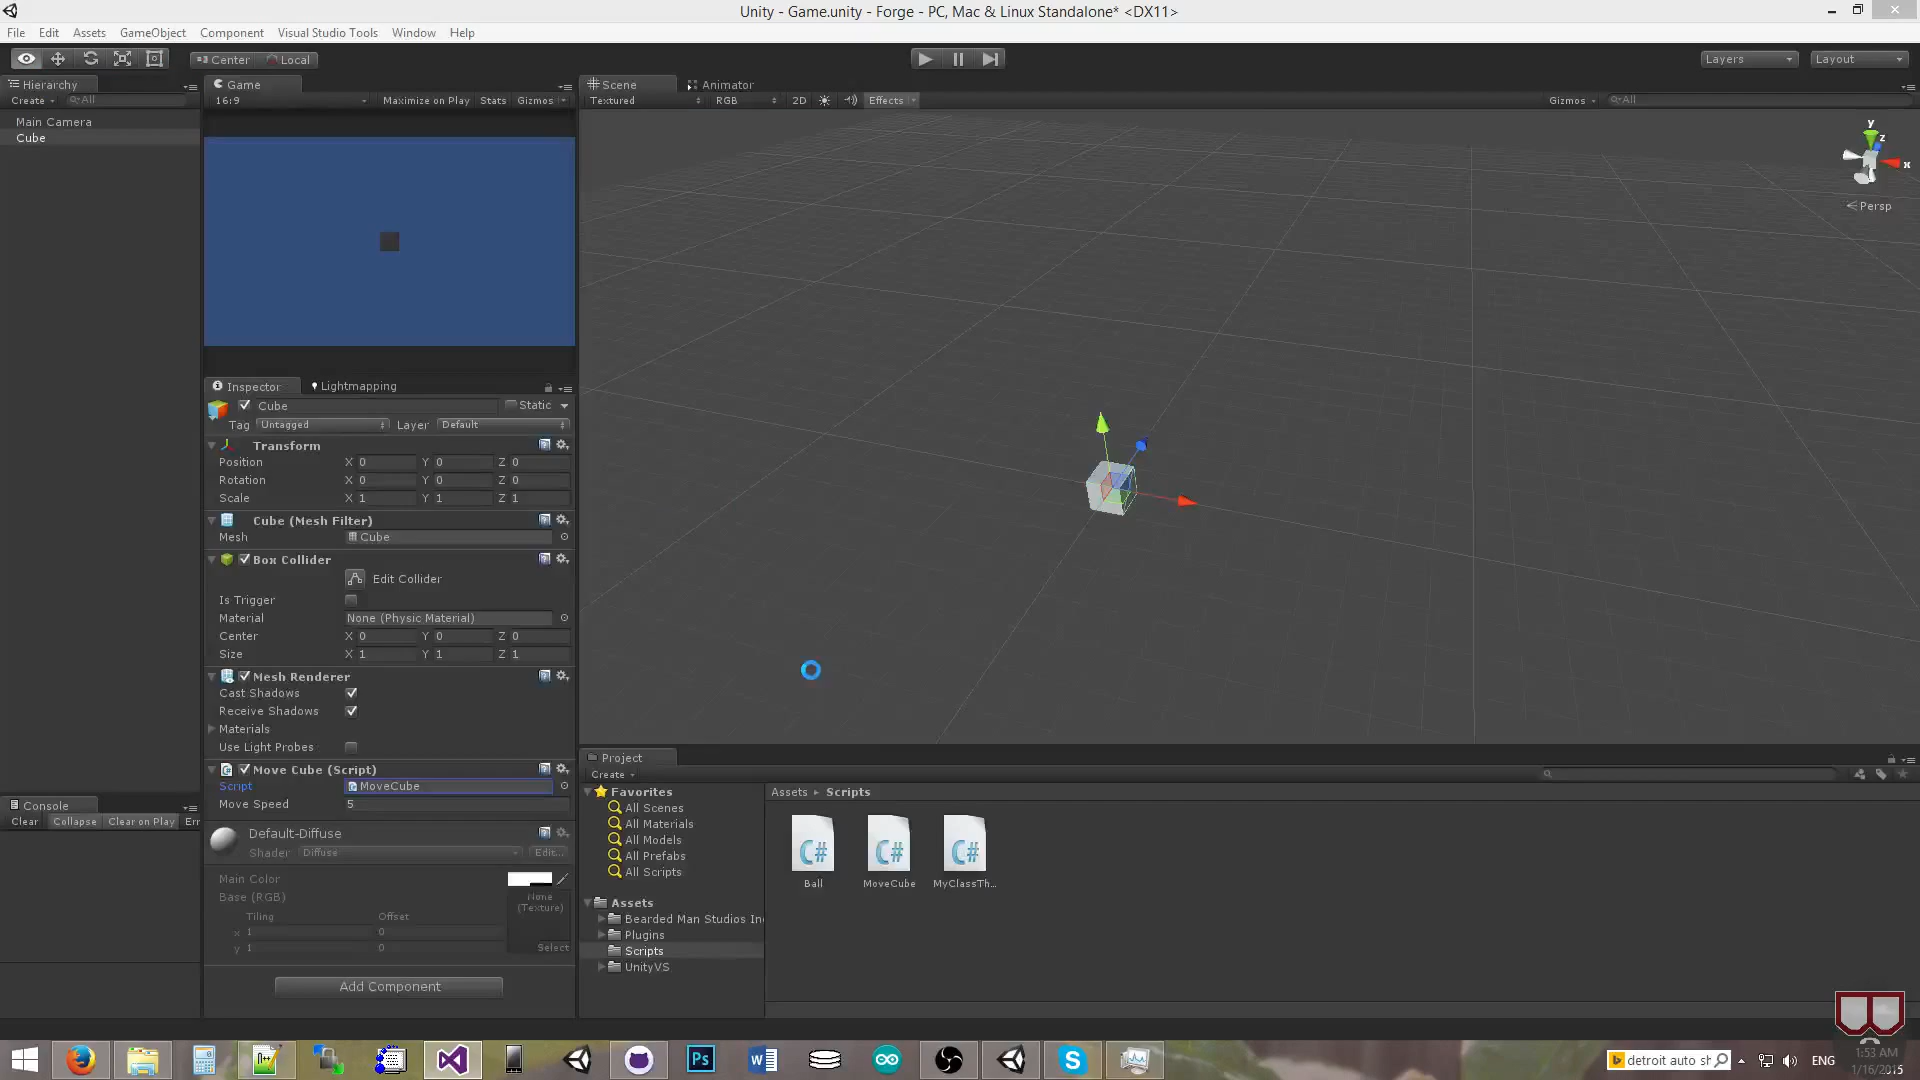 Unity - Game.unity - Forge - PC, Mac & Linux Standalone* <DX11>
File Edit Assets GameObject Component Visual Studio Tools Window Help
Center Local
Layers Layout
Hierarchy
Create All
Main Camera
Cube
Game
16:9 Maximize on Play Stats Gizmos
Scene Animator
Textured RGB 2D Effects Gizmos All
y
z
x
Persp
Inspector Lightmapping
Cube Static
Tag Untagged Layer Default
Transform
Position X 0 Y 0 Z 0
Rotation X 0 Y 0 Z 0
Scale X 1 Y 1 Z 1
Cube (Mesh Filter)
Mesh Cube
Box Collider
Edit Collider
Is Trigger
Material None (Physic Material)
Center X 0 Y 0 Z 0
Size X 1 Y 1 Z 1
Mesh Renderer
Cast Shadows
Receive Shadows
Materials
Use Light Probes
Move Cube (Script)
Script MoveCube
Move Speed 5
Default-Diffuse
Shader Diffuse Edit...
Main Color
Base (RGB)
None
(Texture)
Tiling Offset
x 1 0
y 1 0
Select
Add Component
Console
Clear Collapse Clear on Play Err
Project
Create
Favorites
All Scenes
All Materials
All Models
All Prefabs
All Scripts
Assets
Bearded Man Studios Inc
Plugins
Scripts
UnityVS
Assets ▸ Scripts
C# C# C#
Ball MoveCube MyClassTh...
Ps
detroit auto sh
ENG
1:53 AM
1/16/2015